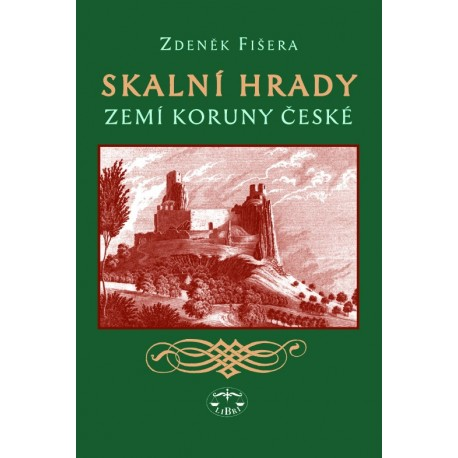 Zdeněk Fišera
SKALNÍ HRADY
ZEMÍ KORUNY ČESKÉ
LIBRI